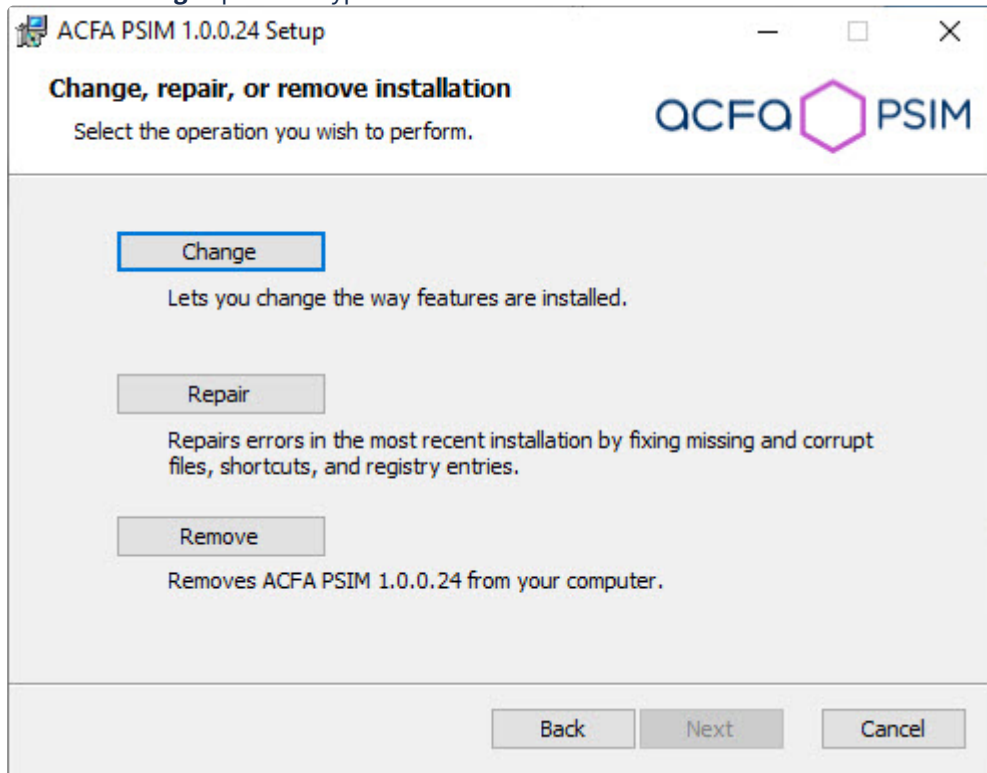 ACFA PSIM 1.0.0.24 Setup
Change, repair, or remove installation
Select the operation you wish to perform.
acfa PSIM
Change
Lets you change the way features are installed.
Repair
Repairs errors in the most recent installation by fixing missing and corrupt
files, shortcuts, and registry entries.
Remove
Removes ACFA PSIM 1.0.0.24 from your computer.
Back Next Cancel